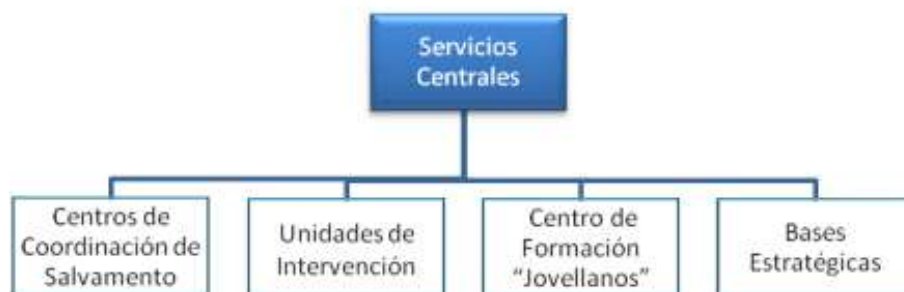 Servicios
Centrales
Centros de
Coordinación de
Salvamento
Unidades de
Intervención
Centro de
Formación
“Jovellanos”
Bases
Estratégicas